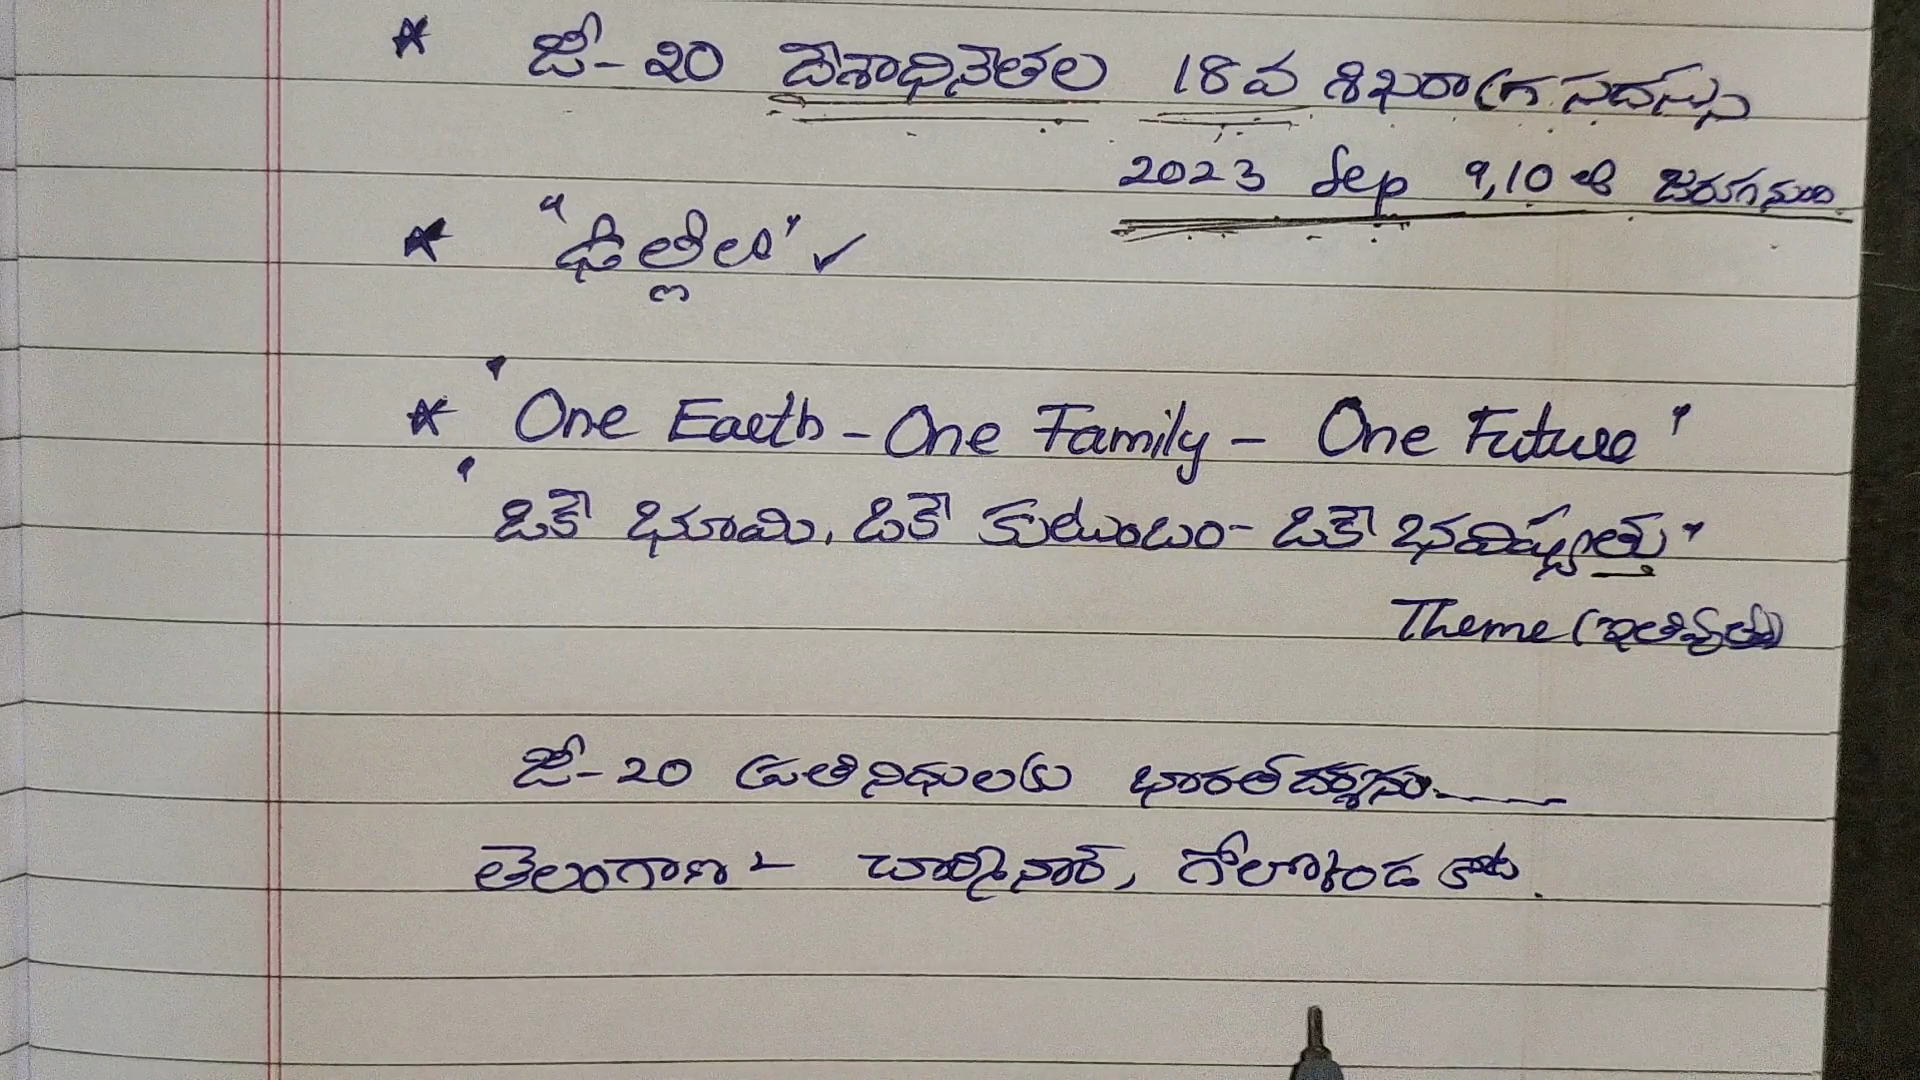 * జీ-20 దేశాధినేతల 18వ శిఖరాగ్ర సదస్సు
2023 Sep 9,10న జరుగనుంది.
* "ఢిల్లీలో" ✓
* 'One Earth - One Family - One Future'
'ఒకే భూమి, ఒకే కుటుంబం - ఒకే భవిష్యత్తు'
Theme (ఇతివృత్తం)
జీ-20 ప్రతినిధులకు భారత్‌దర్శను
తెలంగాణ - చార్మినార్, గోల్కొండ కోట.